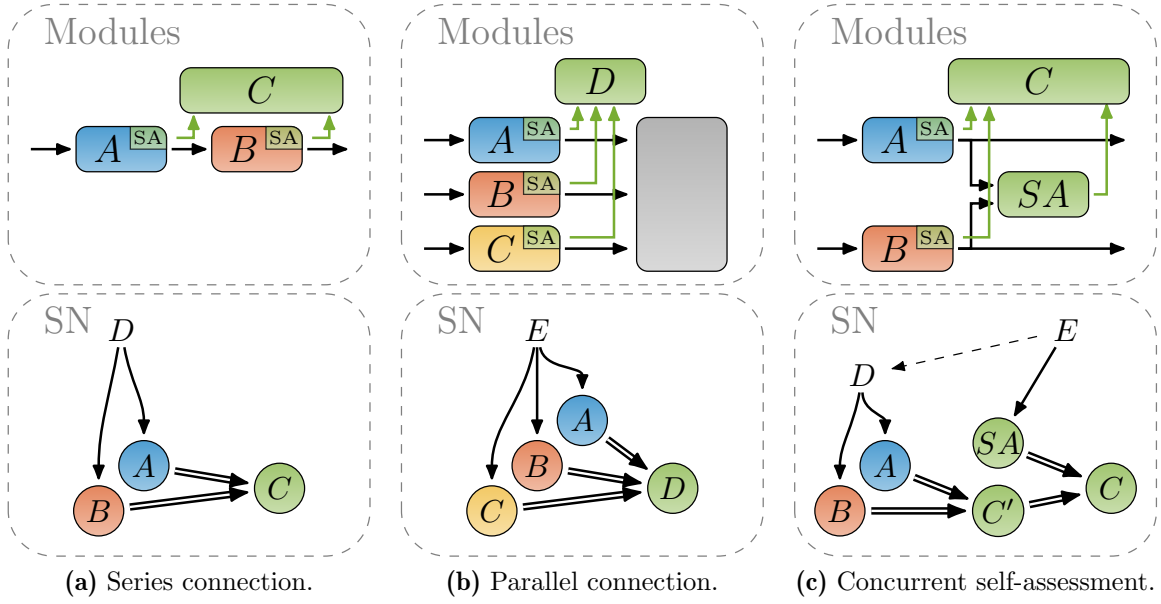 Modules
C
A SA
B SA
SN
D
A
B
C
(a) Series connection.
Modules
D
A SA
B SA
C SA
SN
E
A
B
C
D
(b) Parallel connection.
Modules
C
A SA
SA
B SA
SN
E
D
SA
A
C
B
C′
(c) Concurrent self-assessment.